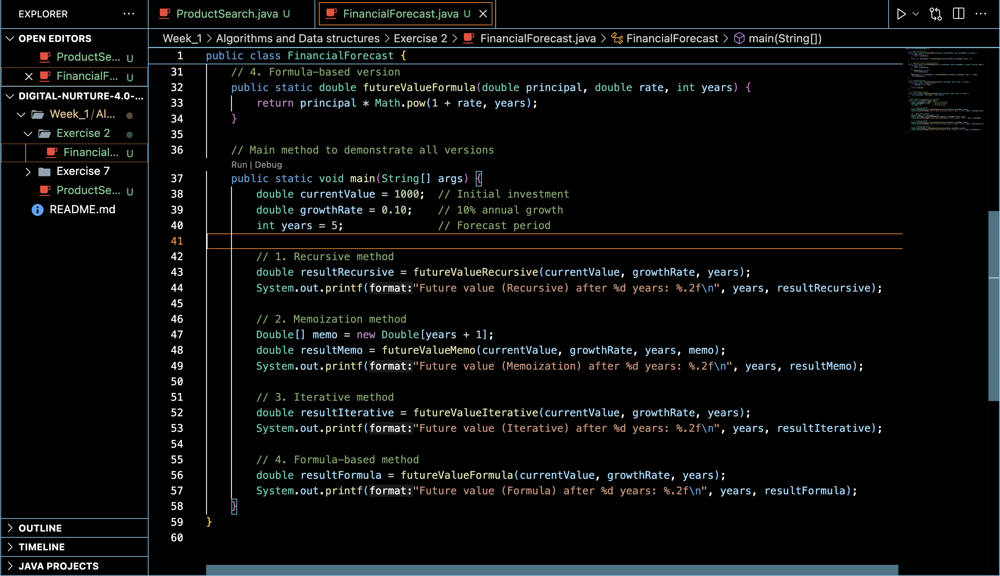 EXPLORER ···
OPEN EDITORS
ProductSe... U
FinancialF... U
DIGITAL-NURTURE-4.0-...
Week_1/Al...
Exercise 2
Financial... U
Exercise 7
ProductSe... U
README.md
OUTLINE
TIMELINE
JAVA PROJECTS
ProductSearch.java U
FinancialForecast.java U
Week_1 > Algorithms and Data structures > Exercise 2 > FinancialForecast.java > FinancialForecast > main(String[])
1 public class FinancialForecast {
31 // 4. Formula-based version
32 public static double futureValueFormula(double principal, double rate, int years) {
33 return principal * Math.pow(1 + rate, years);
34 }
35
36 // Main method to demonstrate all versions
Run | Debug
37 public static void main(String[] args) {
38 double currentValue = 1000; // Initial investment
39 double growthRate = 0.10; // 10% annual growth
40 int years = 5; // Forecast period
41
42 // 1. Recursive method
43 double resultRecursive = futureValueRecursive(currentValue, growthRate, years);
44 System.out.printf(format:"Future value (Recursive) after %d years: %.2f\n", years, resultRecursive);
45
46 // 2. Memoization method
47 Double[] memo = new Double[years + 1];
48 double resultMemo = futureValueMemo(currentValue, growthRate, years, memo);
49 System.out.printf(format:"Future value (Memoization) after %d years: %.2f\n", years, resultMemo);
50
51 // 3. Iterative method
52 double resultIterative = futureValueIterative(currentValue, growthRate, years);
53 System.out.printf(format:"Future value (Iterative) after %d years: %.2f\n", years, resultIterative);
54
55 // 4. Formula-based method
56 double resultFormula = futureValueFormula(currentValue, growthRate, years);
57 System.out.printf(format:"Future value (Formula) after %d years: %.2f\n", years, resultFormula);
58 }
59 }
60